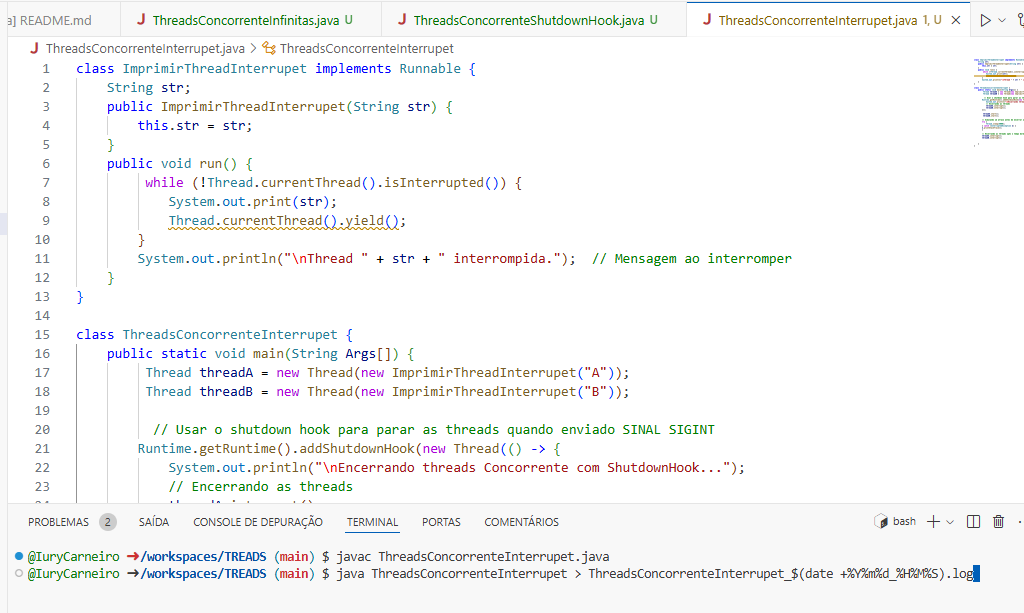 a] README.md J ThreadsConcorrenteInfinitas.java U J ThreadsConcorrenteShutdownHook.java U J ThreadsConcorrenteInterrupet.java 1, U
J ThreadsConcorrenteInterrupet.java > ThreadsConcorrenteInterrupet
1 class ImprimirThreadInterrupet implements Runnable {
2 String str;
3 public ImprimirThreadInterrupet(String str) {
4 this.str = str;
5 }
6 public void run() {
7 while (!Thread.currentThread().isInterrupted()) {
8 System.out.print(str);
9 Thread.currentThread().yield();
10 }
11 System.out.println("\nThread " + str + " interrompida.");  // Mensagem ao interromper
12 }
13 }
14
15 class ThreadsConcorrenteInterrupet {
16 public static void main(String Args[]) {
17 Thread threadA = new Thread(new ImprimirThreadInterrupet("A"));
18 Thread threadB = new Thread(new ImprimirThreadInterrupet("B"));
19
20 // Usar o shutdown hook para parar as threads quando enviado SINAL SIGINT
21 Runtime.getRuntime().addShutdownHook(new Thread(() -> {
22 System.out.println("\nEncerrando threads Concorrente com ShutdownHook...");
23 // Encerrando as threads
PROBLEMAS 2 SAÍDA CONSOLE DE DEPURAÇÃO TERMINAL PORTAS COMENTÁRIOS bash
@IuryCarneiro ➜/workspaces/TREADS (main) $ javac ThreadsConcorrenteInterrupet.java
@IuryCarneiro ➜/workspaces/TREADS (main) $ java ThreadsConcorrenteInterrupet > ThreadsConcorrenteInterrupet_$(date +%Y%m%d_%H%M%S).log